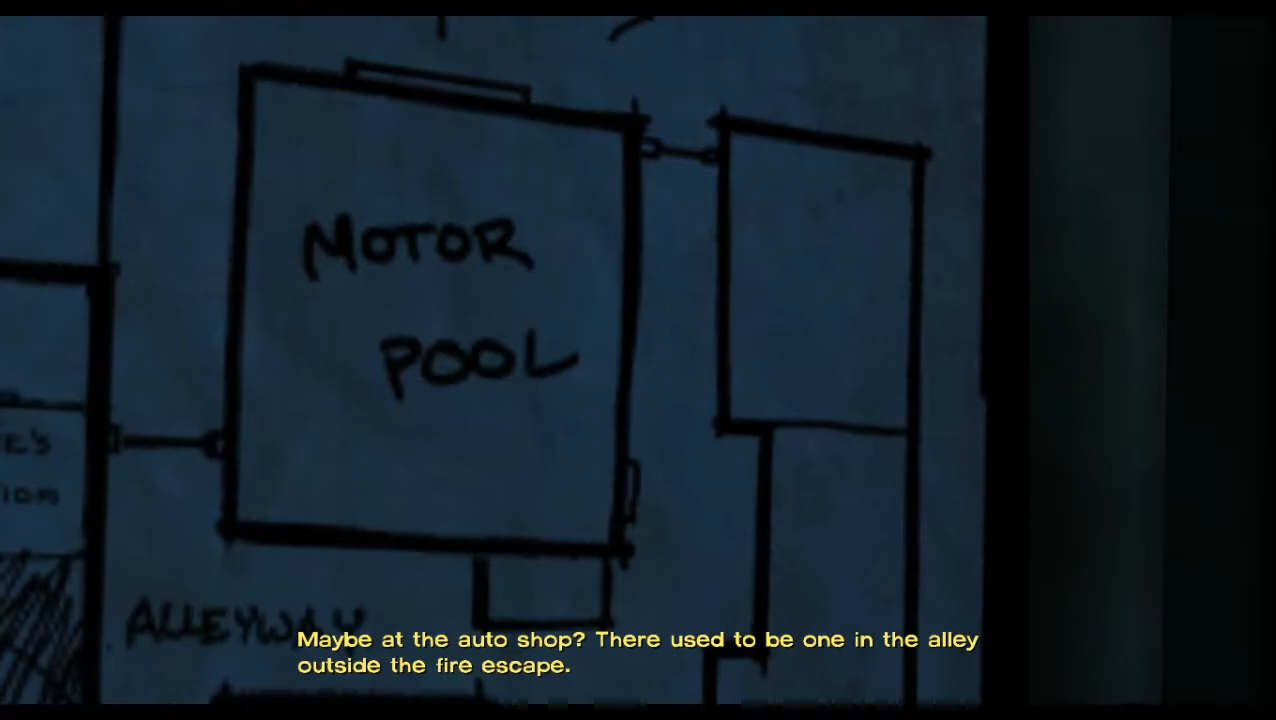 MOTOR
POOL
ALLEYWAY
Maybe at the auto shop? There used to be one in the alley
outside the fire escape.